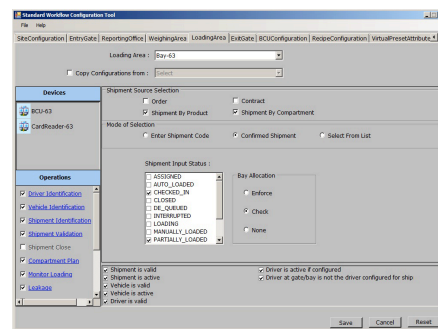 Standard Workflow Configuration Tool
File Help
SiteConfiguration EntryGate ReportingOffice WeighingArea LoadingArea ExitGate BCUConfiguration RecipeConfiguration VirtualPresetAttribute_
Loading Area : Bay-63
Copy Configurations from : Select
Devices
BCU-63
CardReader-63
Operations
Driver Identification
Vehicle Identification
Shipment Identification
Shipment Validation
Shipment Close
Compartment Plan
Monitor Loading
Leakage
Shipment Source Selection
Order Contract
Shipment By Product Shipment By Compartment
Mode of Selection
Enter Shipment Code Confirmed Shipment Select From List
Shipment Input Status :
ASSIGNED
AUTO_LOADED
CHECKED_IN
CLOSED
DE_QUEUED
INTERRUPTED
LOADING
MANUALLY_LOADED
PARTIALLY_LOADED
Bay Allocation
Enforce
Check
None
Shipment is valid
Shipment is active
Vehicle is valid
Vehicle is active
Driver is valid
Driver is active if configured
Driver at gate/bay is not the driver configured for ship
Save Cancel Reset